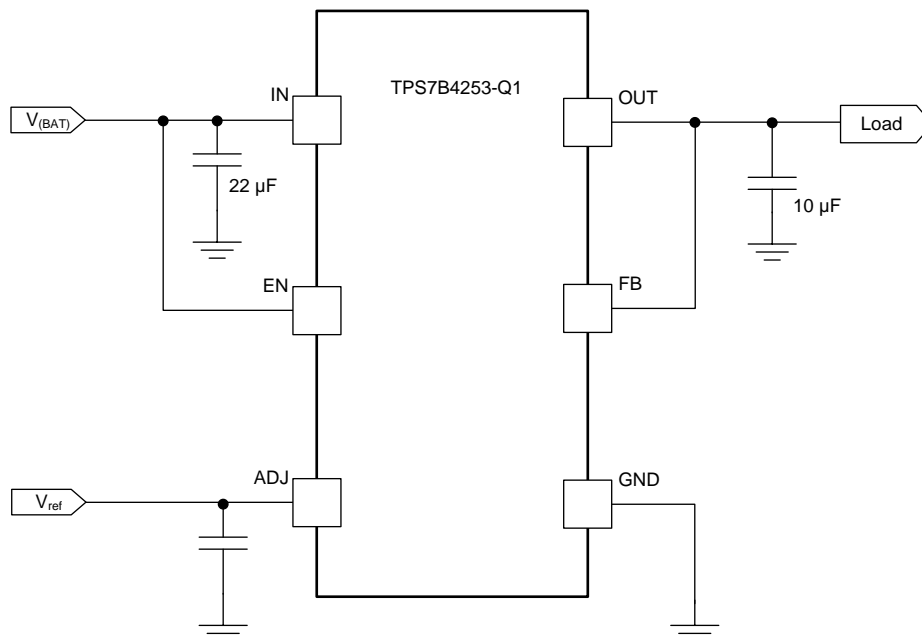 TPS7B4253-Q1
IN
OUT
V(BAT)
Load
22 µF
10 µF
EN
FB
ADJ
GND
Vref